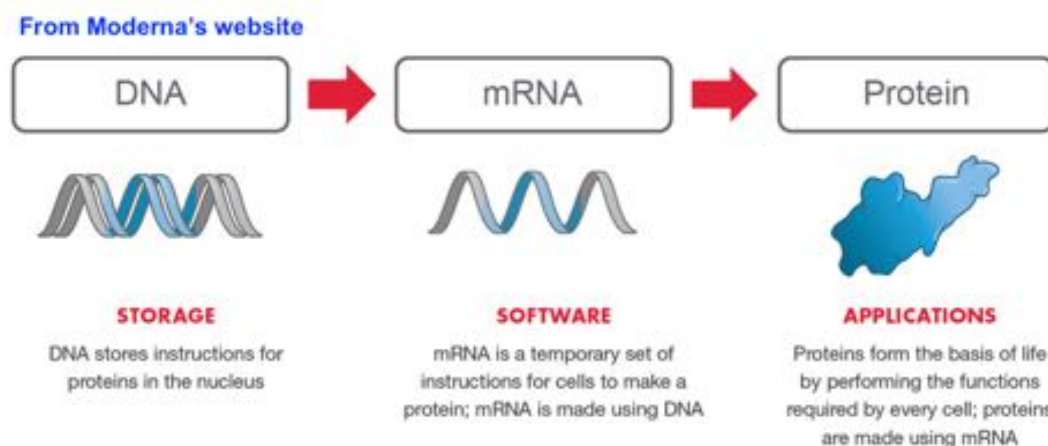 From Moderna's website
DNA
mRNA
Protein
STORAGE
DNA stores instructions for
proteins in the nucleus
SOFTWARE
mRNA is a temporary set of
instructions for cells to make a
protein; mRNA is made using DNA
APPLICATIONS
Proteins form the basis of life
by performing the functions
required by every cell; proteins
are made using mRNA